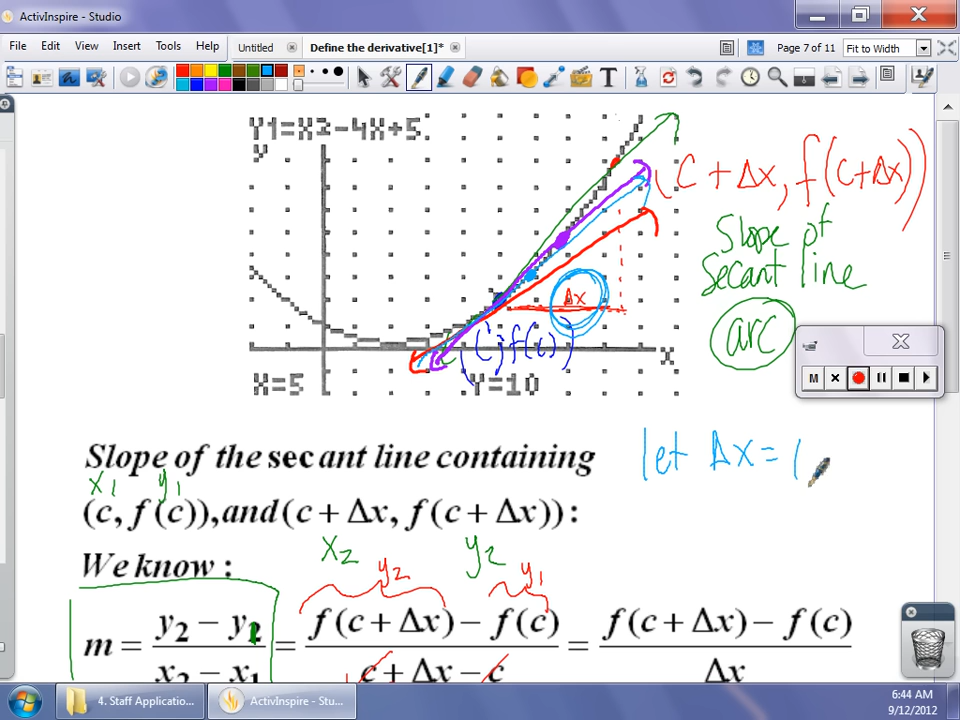 ActivInspire - Studio
File Edit View Insert Tools Help Untitled Define the derivative[1]* Page 7 of 11 Fit to Width
Y1=X2-4X+5
y
(C + Δx, f(C+Δx))
Slope of
secant line
arc
Δx
(C, f(c))
x
X=5 Y=10
M
let Δx = 1
Slope of the secant line containing
x1 y1
(c, f (c)), and (c + Δx, f(c + Δx)) :
x2 y2
We know :
y2 y1
m = y2 − y1 / x2 − x1 = f(c + Δx) − f(c) / c + Δx − c = f(c + Δx) − f(c) / Δx
4. Staff Applicatio... ActivInspire - Stu...
6:44 AM
9/12/2012